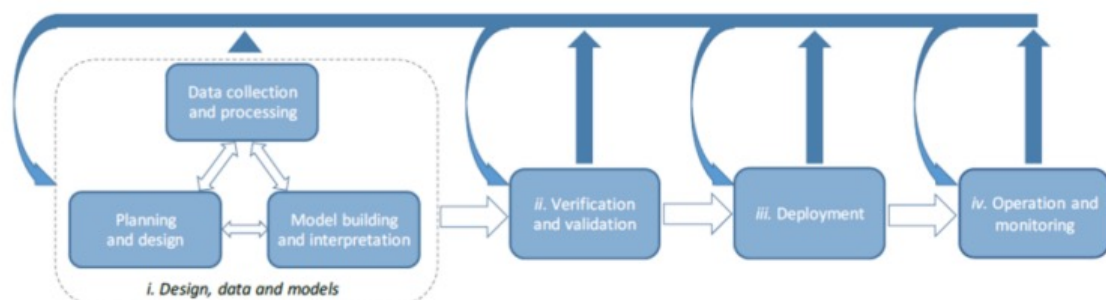 Data collection
and processing
Planning
and design
Model building
and interpretation
i. Design, data and models
ii. Verification
and validation
iii. Deployment
iv. Operation and
monitoring